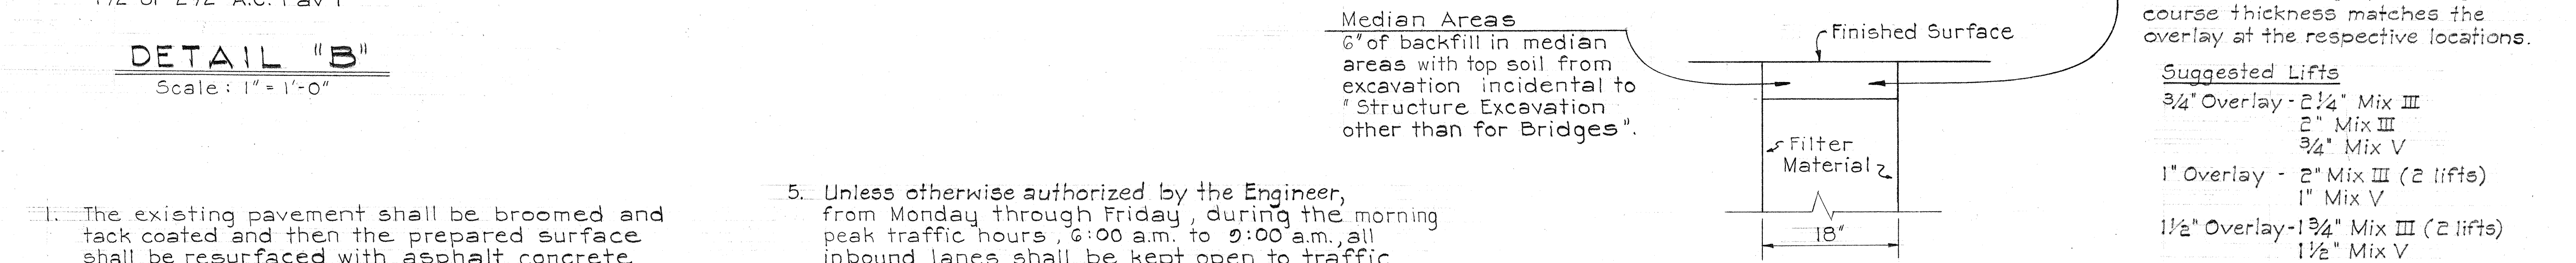 DETAIL "B"
Scale: 1" = 1'-0"
1. The existing pavement shall be broomed and
tack coated and then the prepared surface
shall be resurfaced with asphalt concrete
5. Unless otherwise authorized by the Engineer,
from Monday through Friday, during the morning
peak traffic hours, 6:00 a.m. to 9:00 a.m., all
inbound lanes shall be kept open to traffic
Median Areas
6" of backfill in median
areas with top soil from
excavation incidental to
"Structure Excavation
other than for Bridges".
Finished Surface
Filter
Material
18"
course thickness matches the
overlay at the respective locations.
Suggested Lifts
3/4" Overlay - 2 1/4" Mix III
2" Mix III
3/4" Mix V
1" Overlay - 2" Mix III (2 lifts)
1" Mix V
1 1/2" Overlay - 1 3/4" Mix III (2 lifts)
1 1/2" Mix V